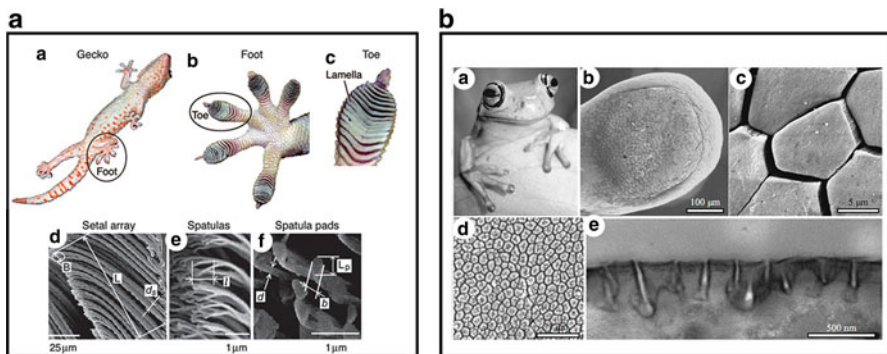 a
a
Gecko
b
Foot
c
Toe
Lamella
Toe
Foot
d
Setal array
e
Spatulas
f
Spatula pads
B
L
l
d
b
Lp
25µm
1µm
1µm
b
a
b
c
100 µm
5 µm
d
e
500 nm